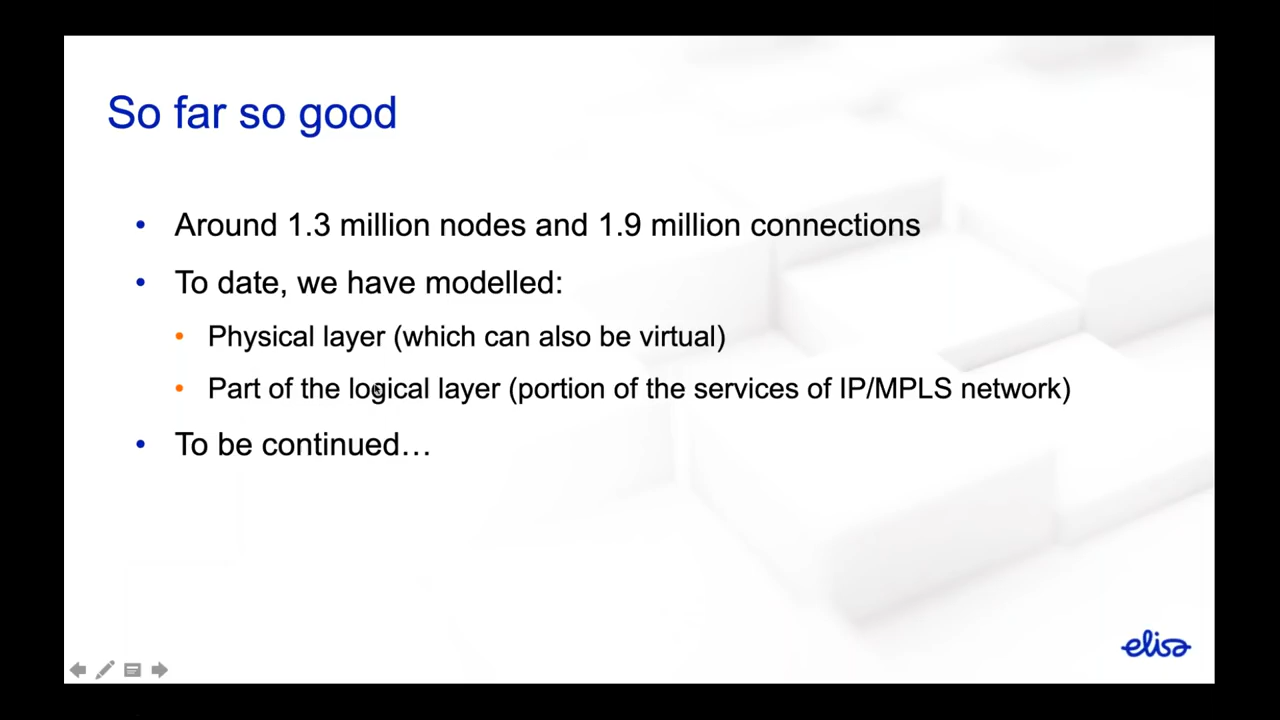 So far so good
• Around 1.3 million nodes and 1.9 million connections
• To date, we have modelled:
• Physical layer (which can also be virtual)
• Part of the logical layer (portion of the services of IP/MPLS network)
• To be continued…
elisa